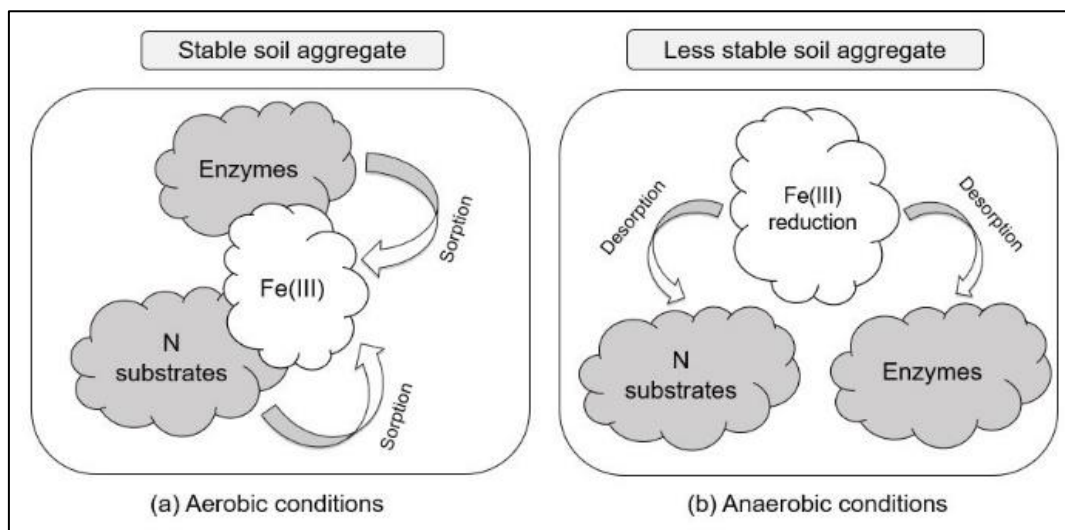 Stable soil aggregate
Less stable soil aggregate
Enzymes
Sorption
Fe(III)
N
substrates
Sorption
(a) Aerobic conditions
Fe(III)
reduction
Desorption
Desorption
N
substrates
Enzymes
(b) Anaerobic conditions